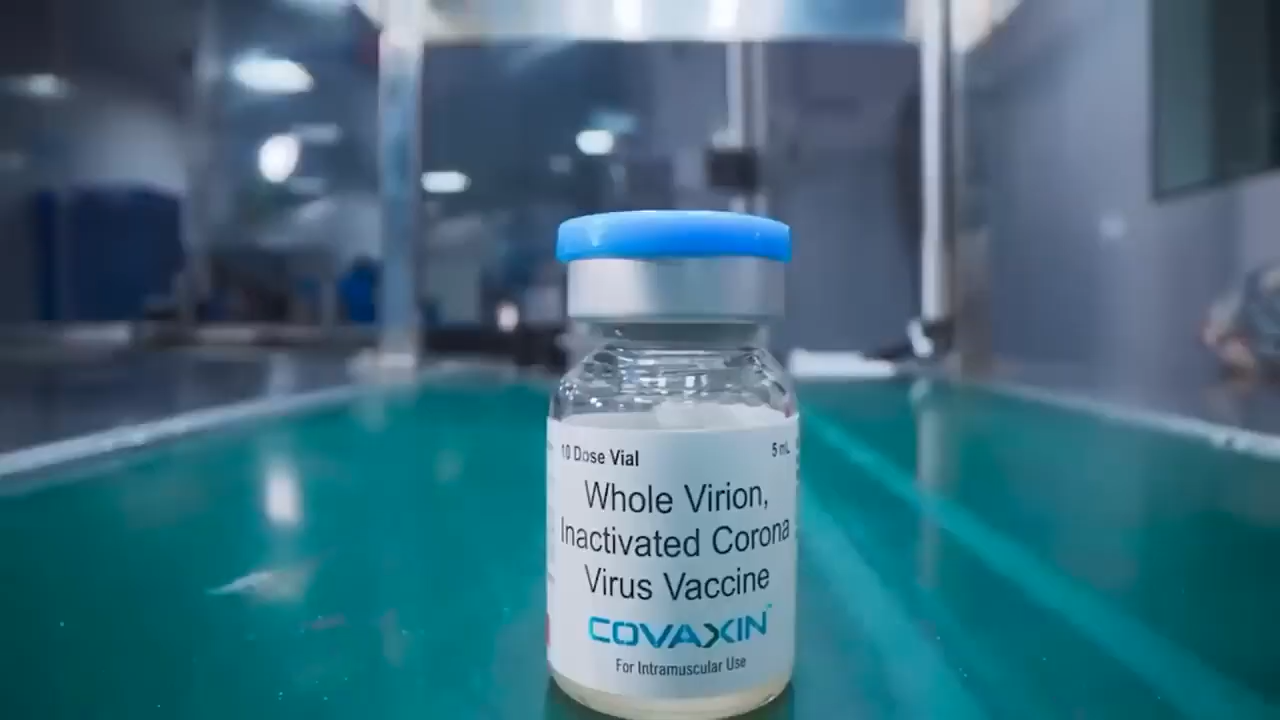 10 Dose Vial 5 mL
Whole Virion,
Inactivated Corona
Virus Vaccine
COVAXIN
For Intramuscular Use